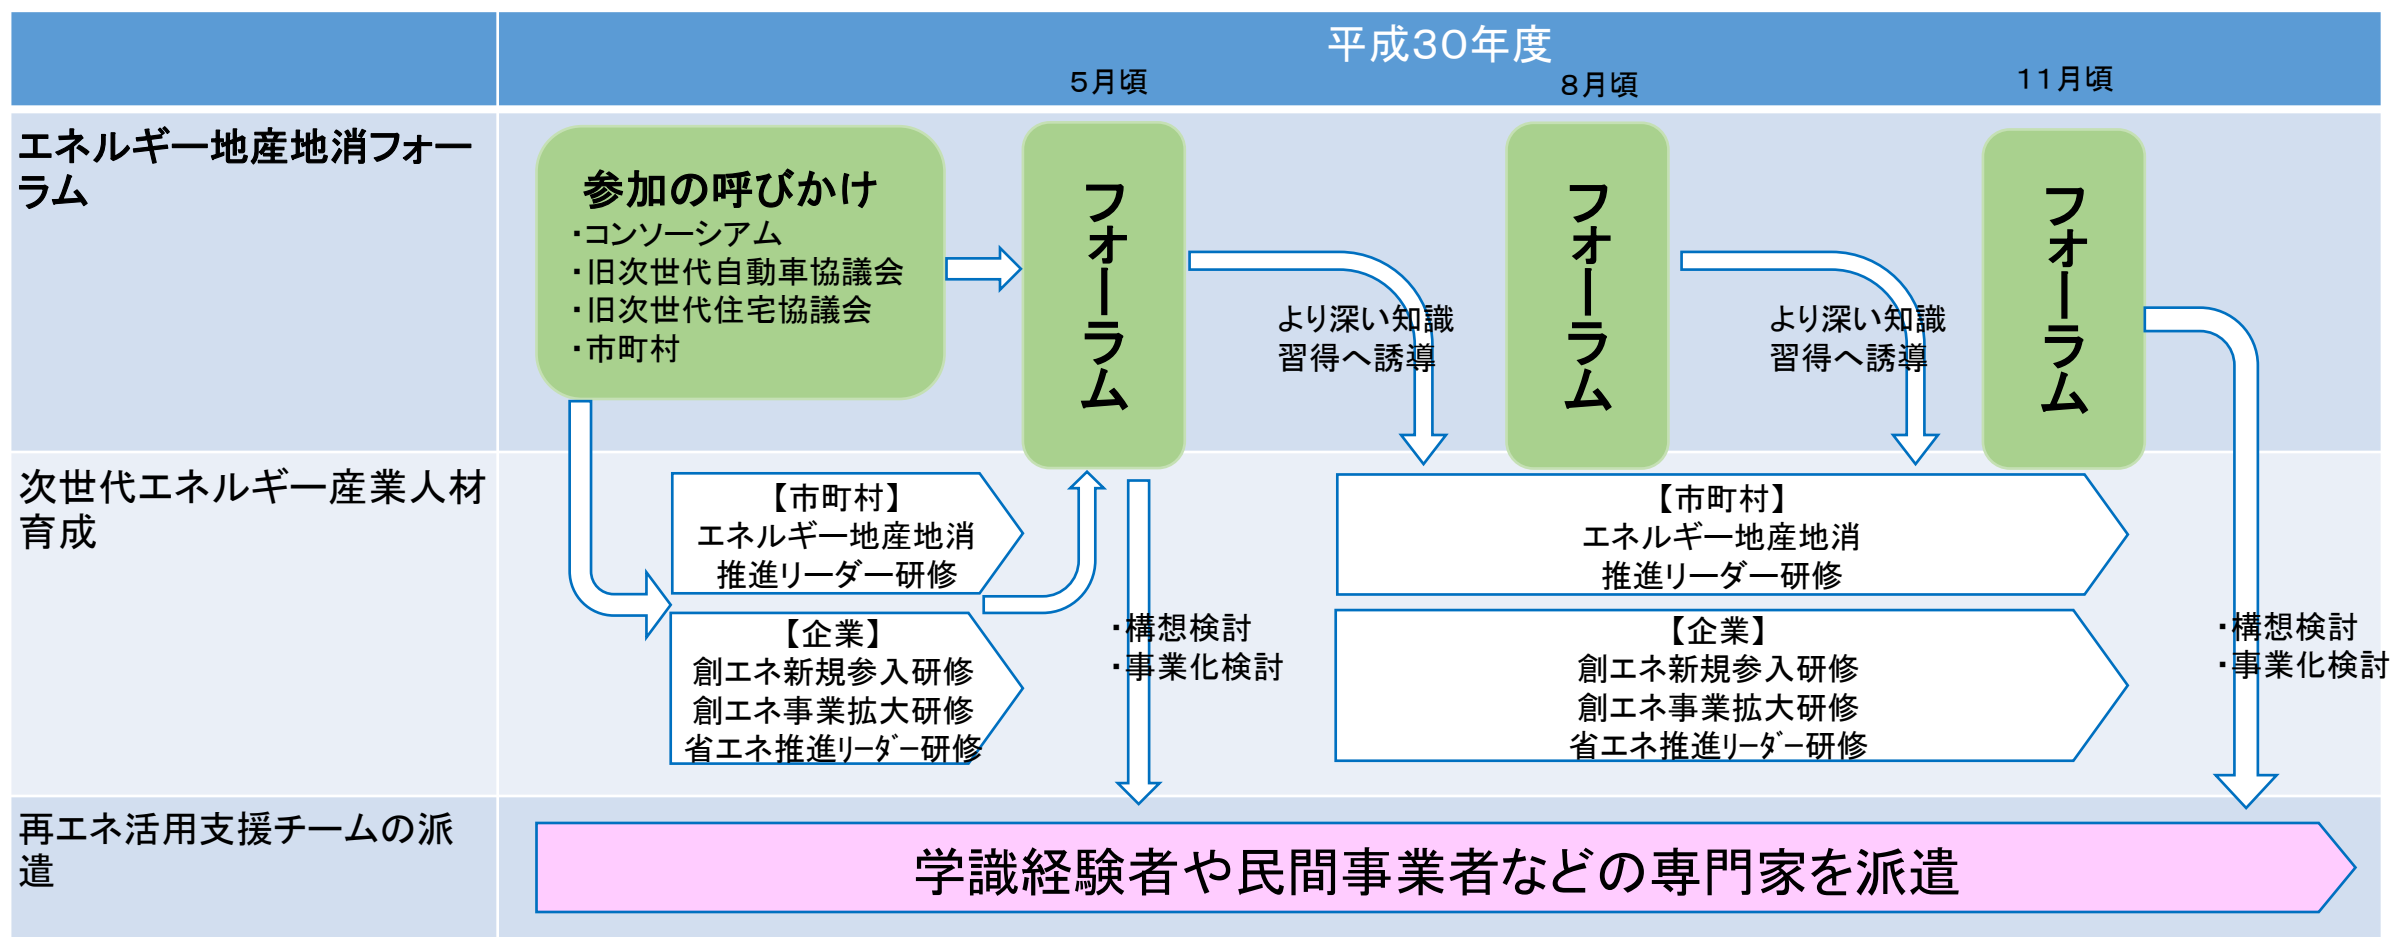 平成30年度
5月頃
8月頃
11月頃
エネルギー地産地消フォー
ラム
参加の呼びかけ
・コンソーシアム
・旧次世代自動車協議会
・旧次世代住宅協議会
・市町村
フォーラム
より深い知識
習得へ誘導
フォーラム
より深い知識
習得へ誘導
フォーラム
次世代エネルギー産業人材
育成
【市町村】
エネルギー地産地消
推進リーダー研修
【企業】
創エネ新規参入研修
創エネ事業拡大研修
省エネ推進ﾘｰﾀﾞｰ研修
・構想検討
・事業化検討
【市町村】
エネルギー地産地消
推進リーダー研修
【企業】
創エネ新規参入研修
創エネ事業拡大研修
省エネ推進ﾘｰﾀﾞｰ研修
・構想検討
・事業化検討
再エネ活用支援チームの派
遣
学識経験者や民間事業者などの専門家を派遣